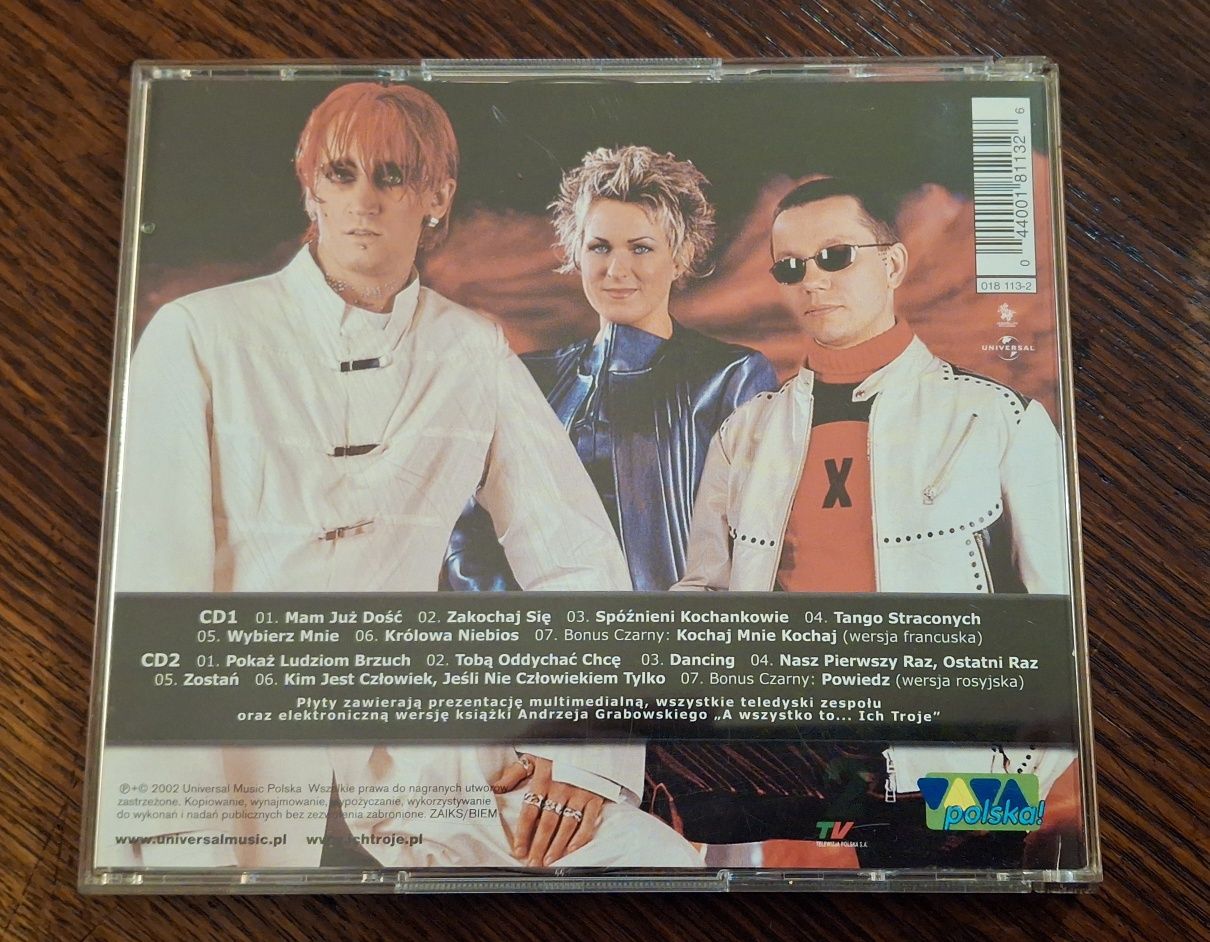 6
0 44001 81132
018 113-2
UNIVERSAL
X
CD1 01. Mam Już Dość 02. Zakochaj Się 03. Spóźnieni Kochankowie 04. Tango Straconych
05. Wybierz Mnie 06. Królowa Niebios 07. Bonus Czarny: Kochaj Mnie Kochaj (wersja francuska)
CD2 01. Pokaż Ludziom Brzuch 02. Tobą Oddychać Chcę 03. Dancing 04. Nasz Pierwszy Raz, Ostatni Raz
05. Zostań 06. Kim Jest Człowiek, Jeśli Nie Człowiekiem Tylko 07. Bonus Czarny: Powiedz (wersja rosyjska)
Płyty zawierają prezentację multimedialną, wszystkie teledyski zespołu
oraz elektroniczną wersję książki Andrzeja Grabowskiego „A wszystko to... Ich Troje”
℗+© 2002 Universal Music Polska Wszelkie prawa do nagranych utworów
zastrzeżone. Kopiowanie, wynajmowanie, wypożyczanie, wykorzystywanie
do wykonań i nadań publicznych bez zezwolenia zabronione. ZAIKS/BIEM
www.universalmusic.pl www.ichtroje.pl
TV
TELEWIZJA POLSKA S.A.
VIVA
polska!